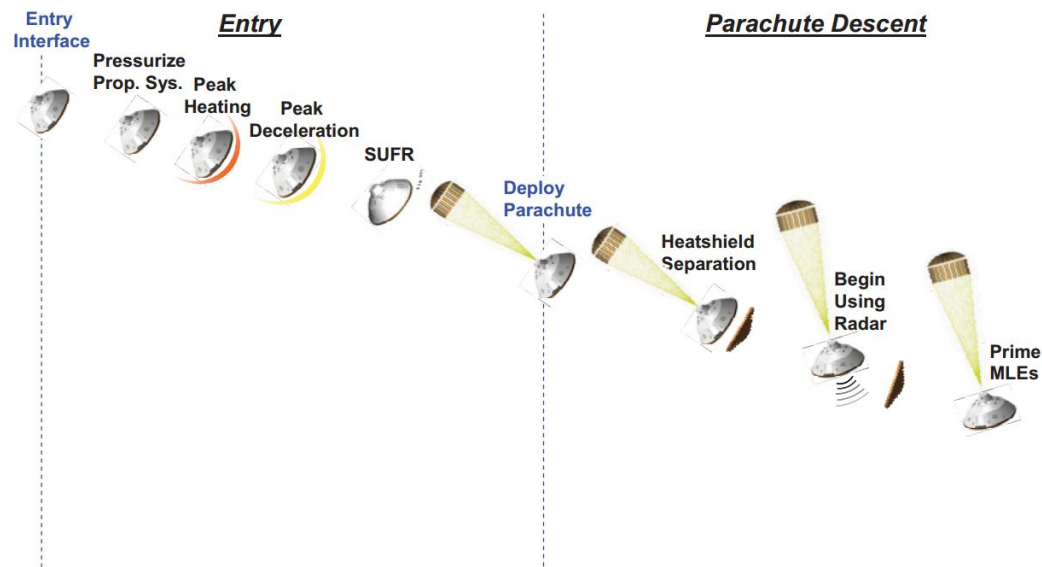 Entry
Interface
Entry
Parachute Descent
Pressurize
Prop. Sys.
Peak
Heating
Peak
Deceleration
SUFR
Deploy
Parachute
Heatshield
Separation
Begin
Using
Radar
Prime
MLEs